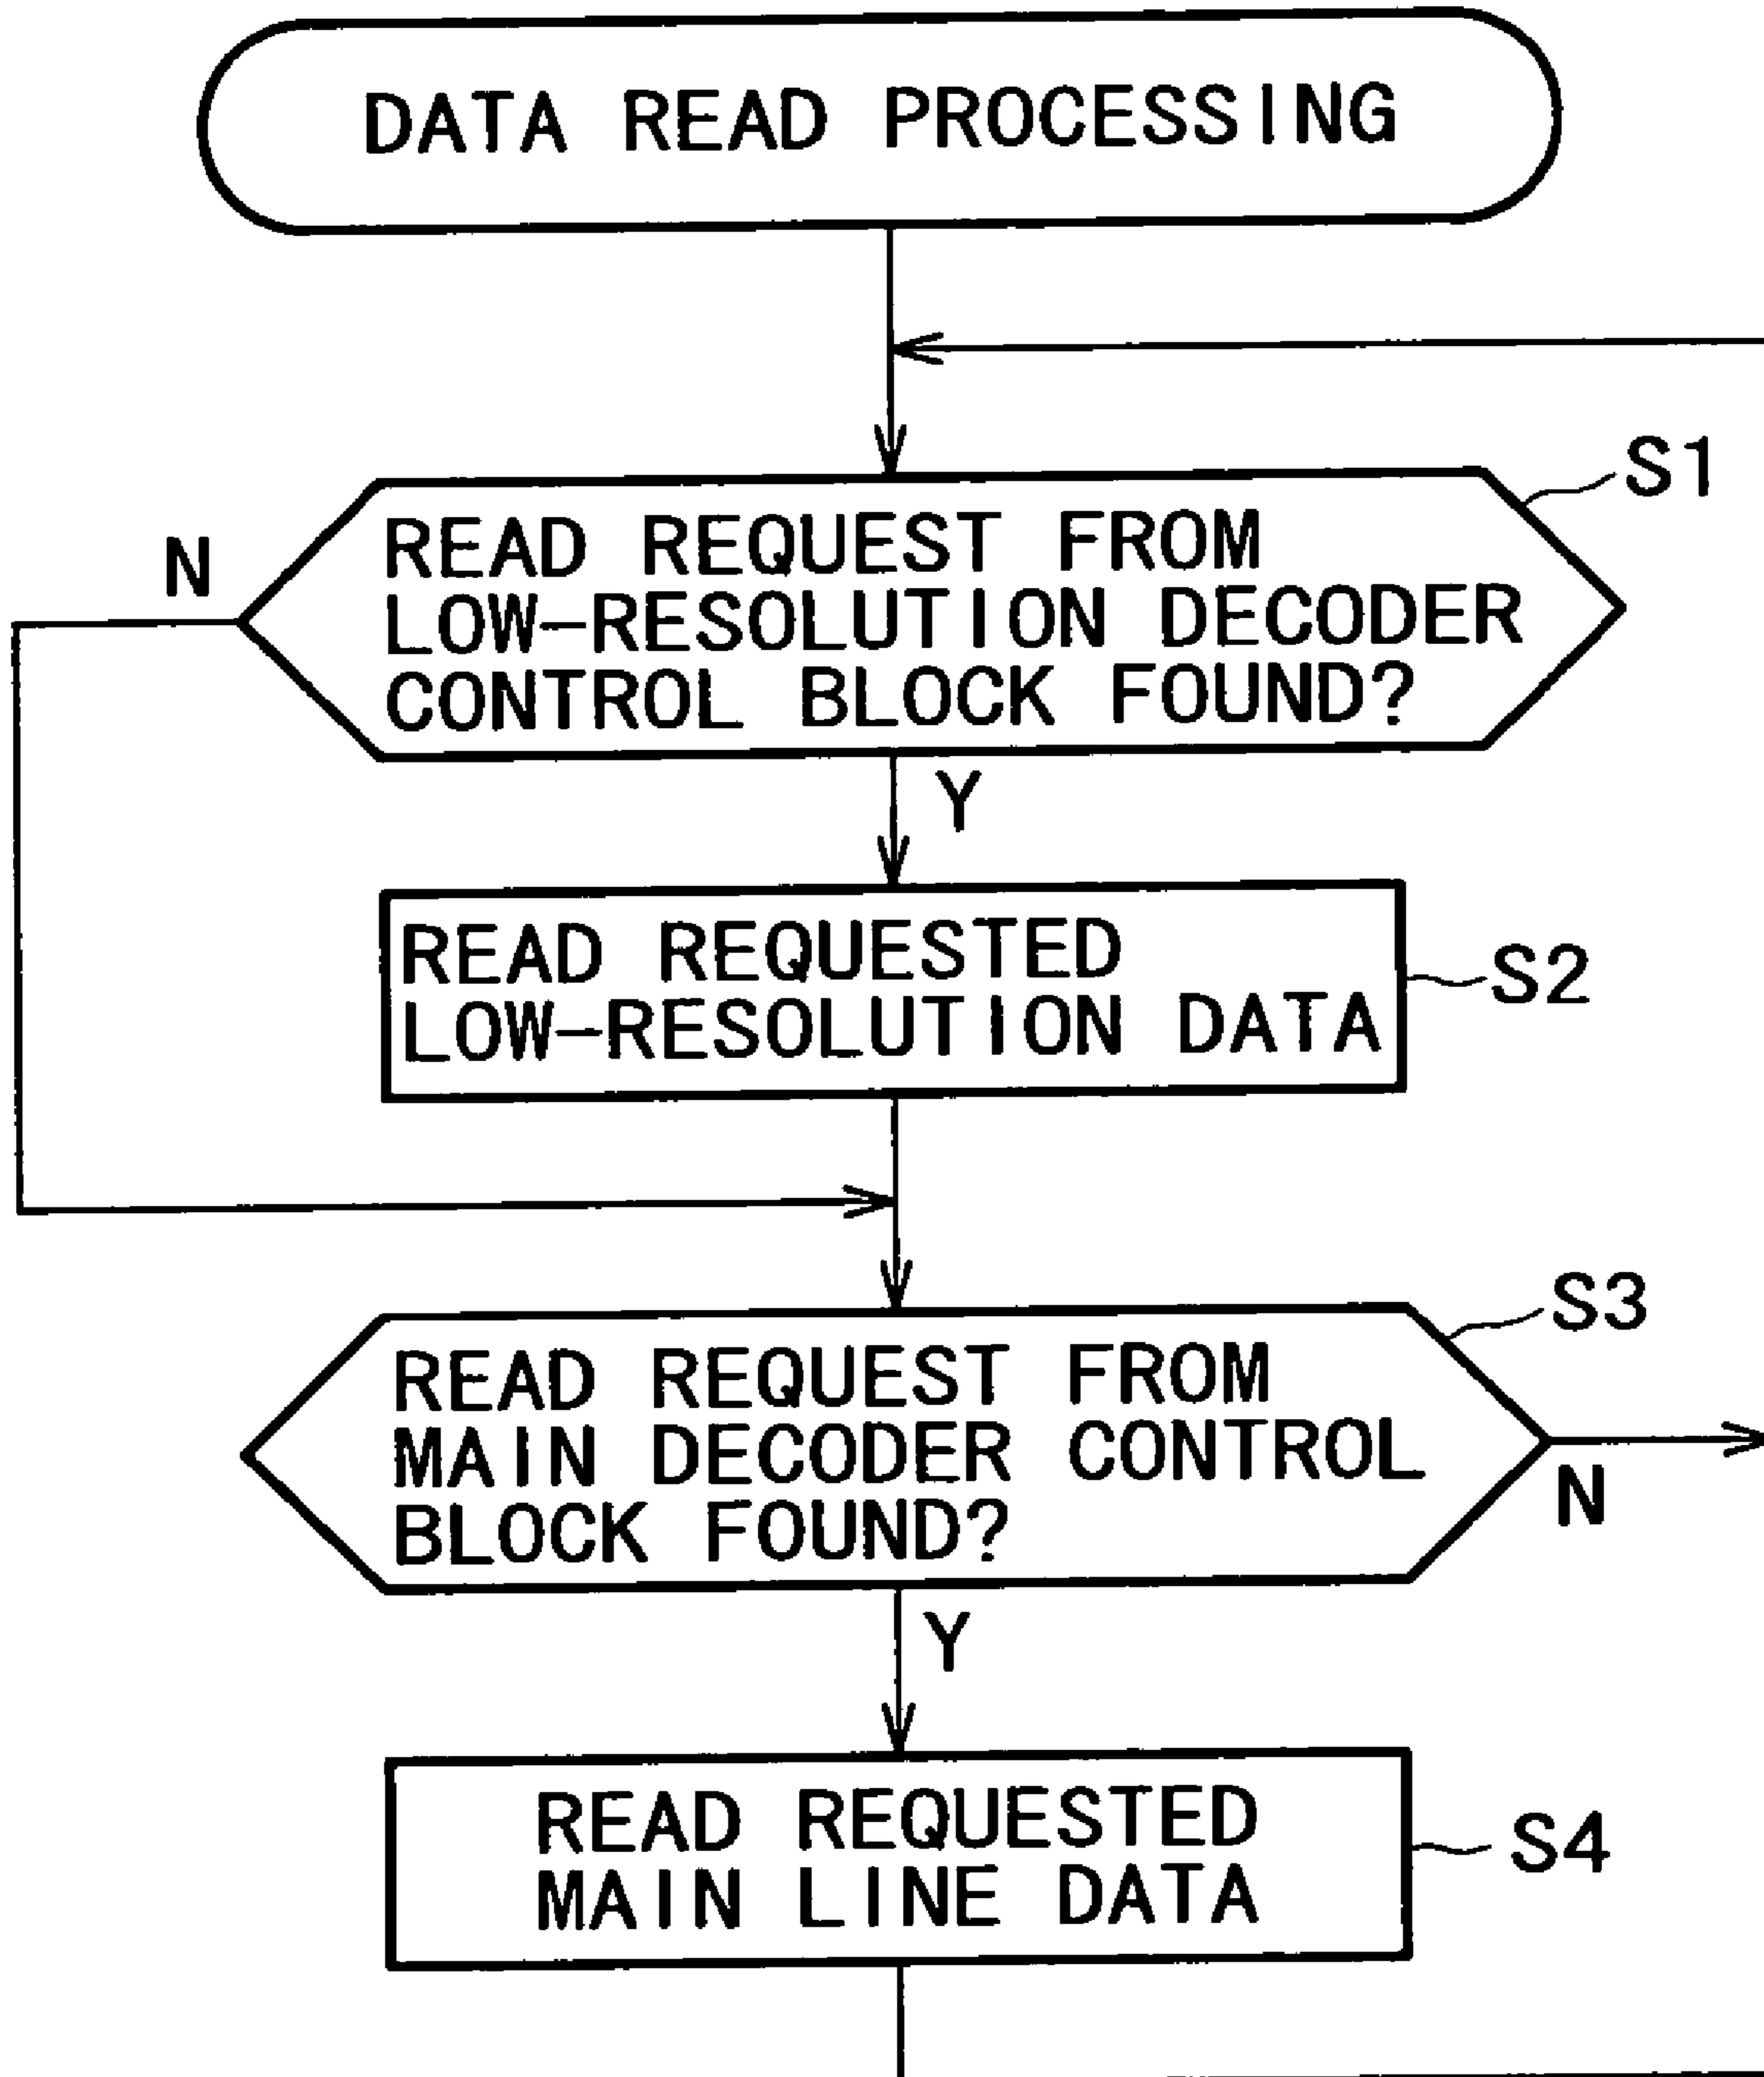 DATA READ PROCESSING
S1
N
READ REQUEST FROM
LOW-RESOLUTION DECODER
CONTROL BLOCK FOUND?
Y
READ REQUESTED
LOW-RESOLUTION DATA
S2
S3
READ REQUEST FROM
MAIN DECODER CONTROL
BLOCK FOUND?
N
Y
READ REQUESTED
MAIN LINE DATA
S4